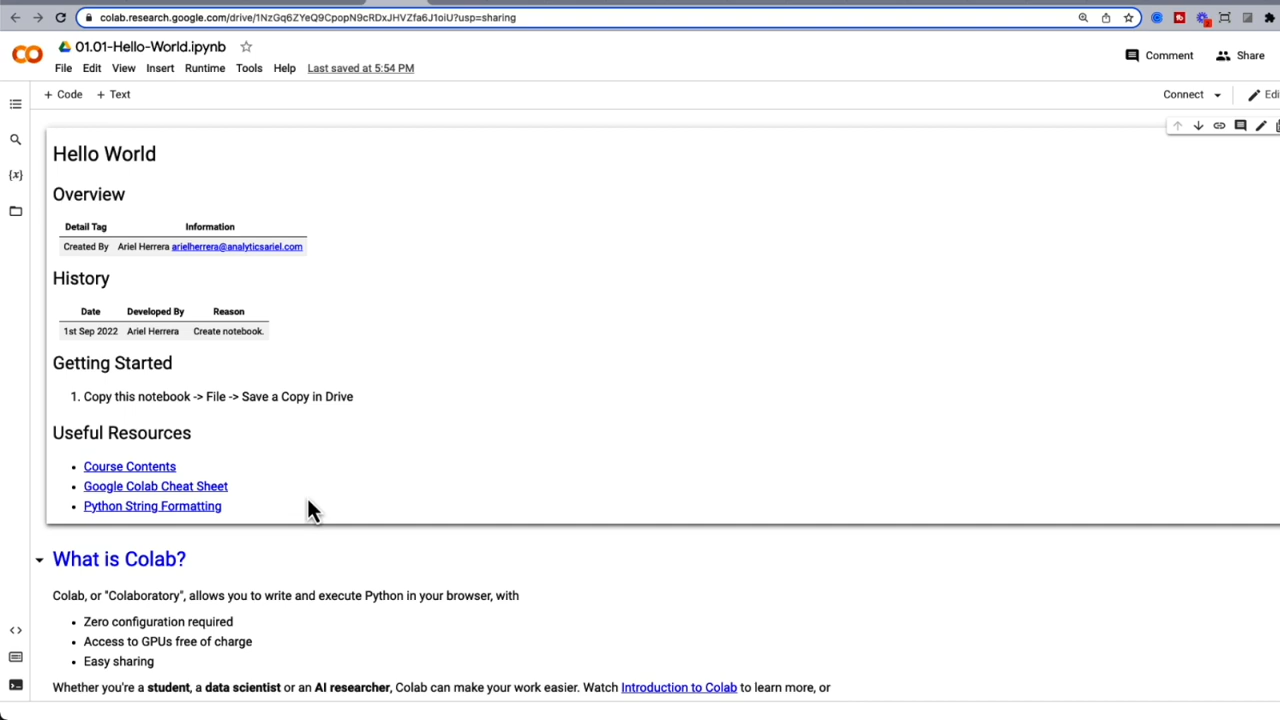 colab.research.google.com/drive/1NzGq6ZYeQ9CpopN9cRDxJHVZfa6J1oiU?usp=sharing
01.01-Hello-World.ipynb
File Edit View Insert Runtime Tools Help Last saved at 5:54 PM
Comment Share
+ Code + Text
Connect
Edi
Hello World
Overview
Detail Tag Information
Created By Ariel Herrera arielherrera@analyticsariel.com
History
Date Developed By Reason
1st Sep 2022 Ariel Herrera Create notebook.
Getting Started
1. Copy this notebook -> File -> Save a Copy in Drive
Useful Resources
• Course Contents
• Google Colab Cheat Sheet
• Python String Formatting
What is Colab?
Colab, or "Colaboratory", allows you to write and execute Python in your browser, with
• Zero configuration required
• Access to GPUs free of charge
• Easy sharing
Whether you're a student, a data scientist or an AI researcher, Colab can make your work easier. Watch Introduction to Colab to learn more, or